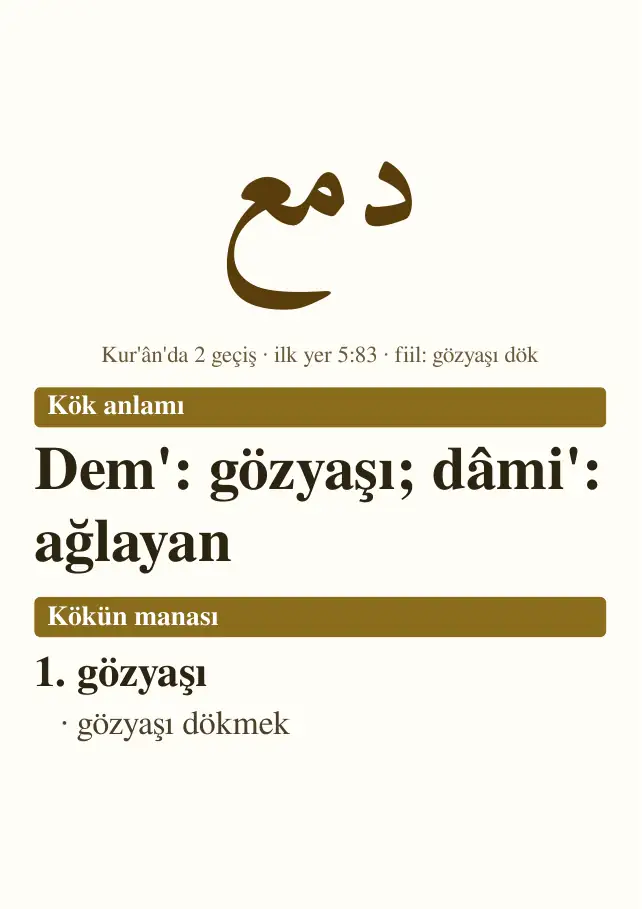 دمع
Kur'ân'da 2 geçiş · ilk yer 5:83 · fiil: gözyaşı dök
Kök anlamı
Dem': gözyaşı; dâmi':
ağlayan
Kökün manası
1. gözyaşı
· gözyaşı dökmek